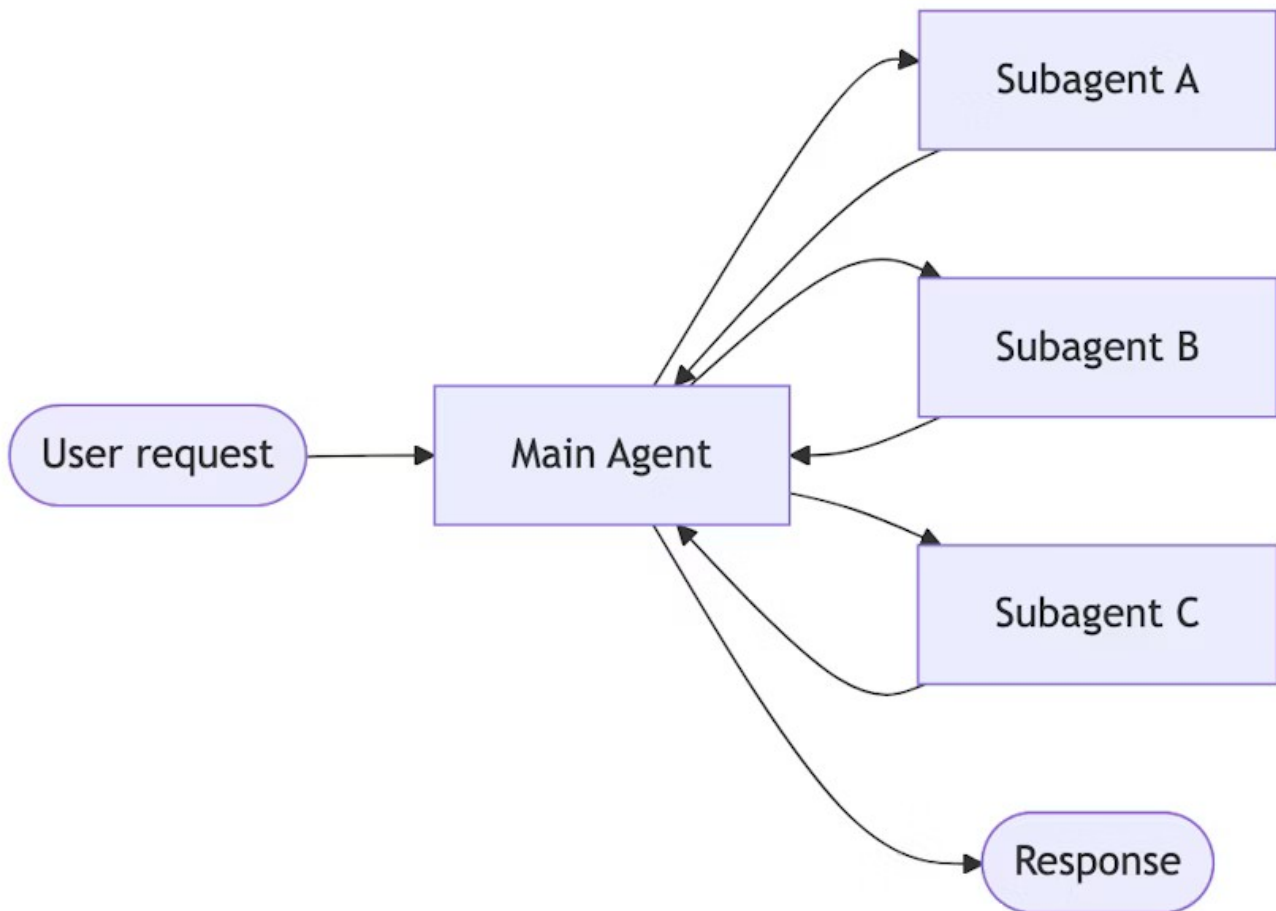 Subagent A
Subagent B
User request
Main Agent
Subagent C
Response